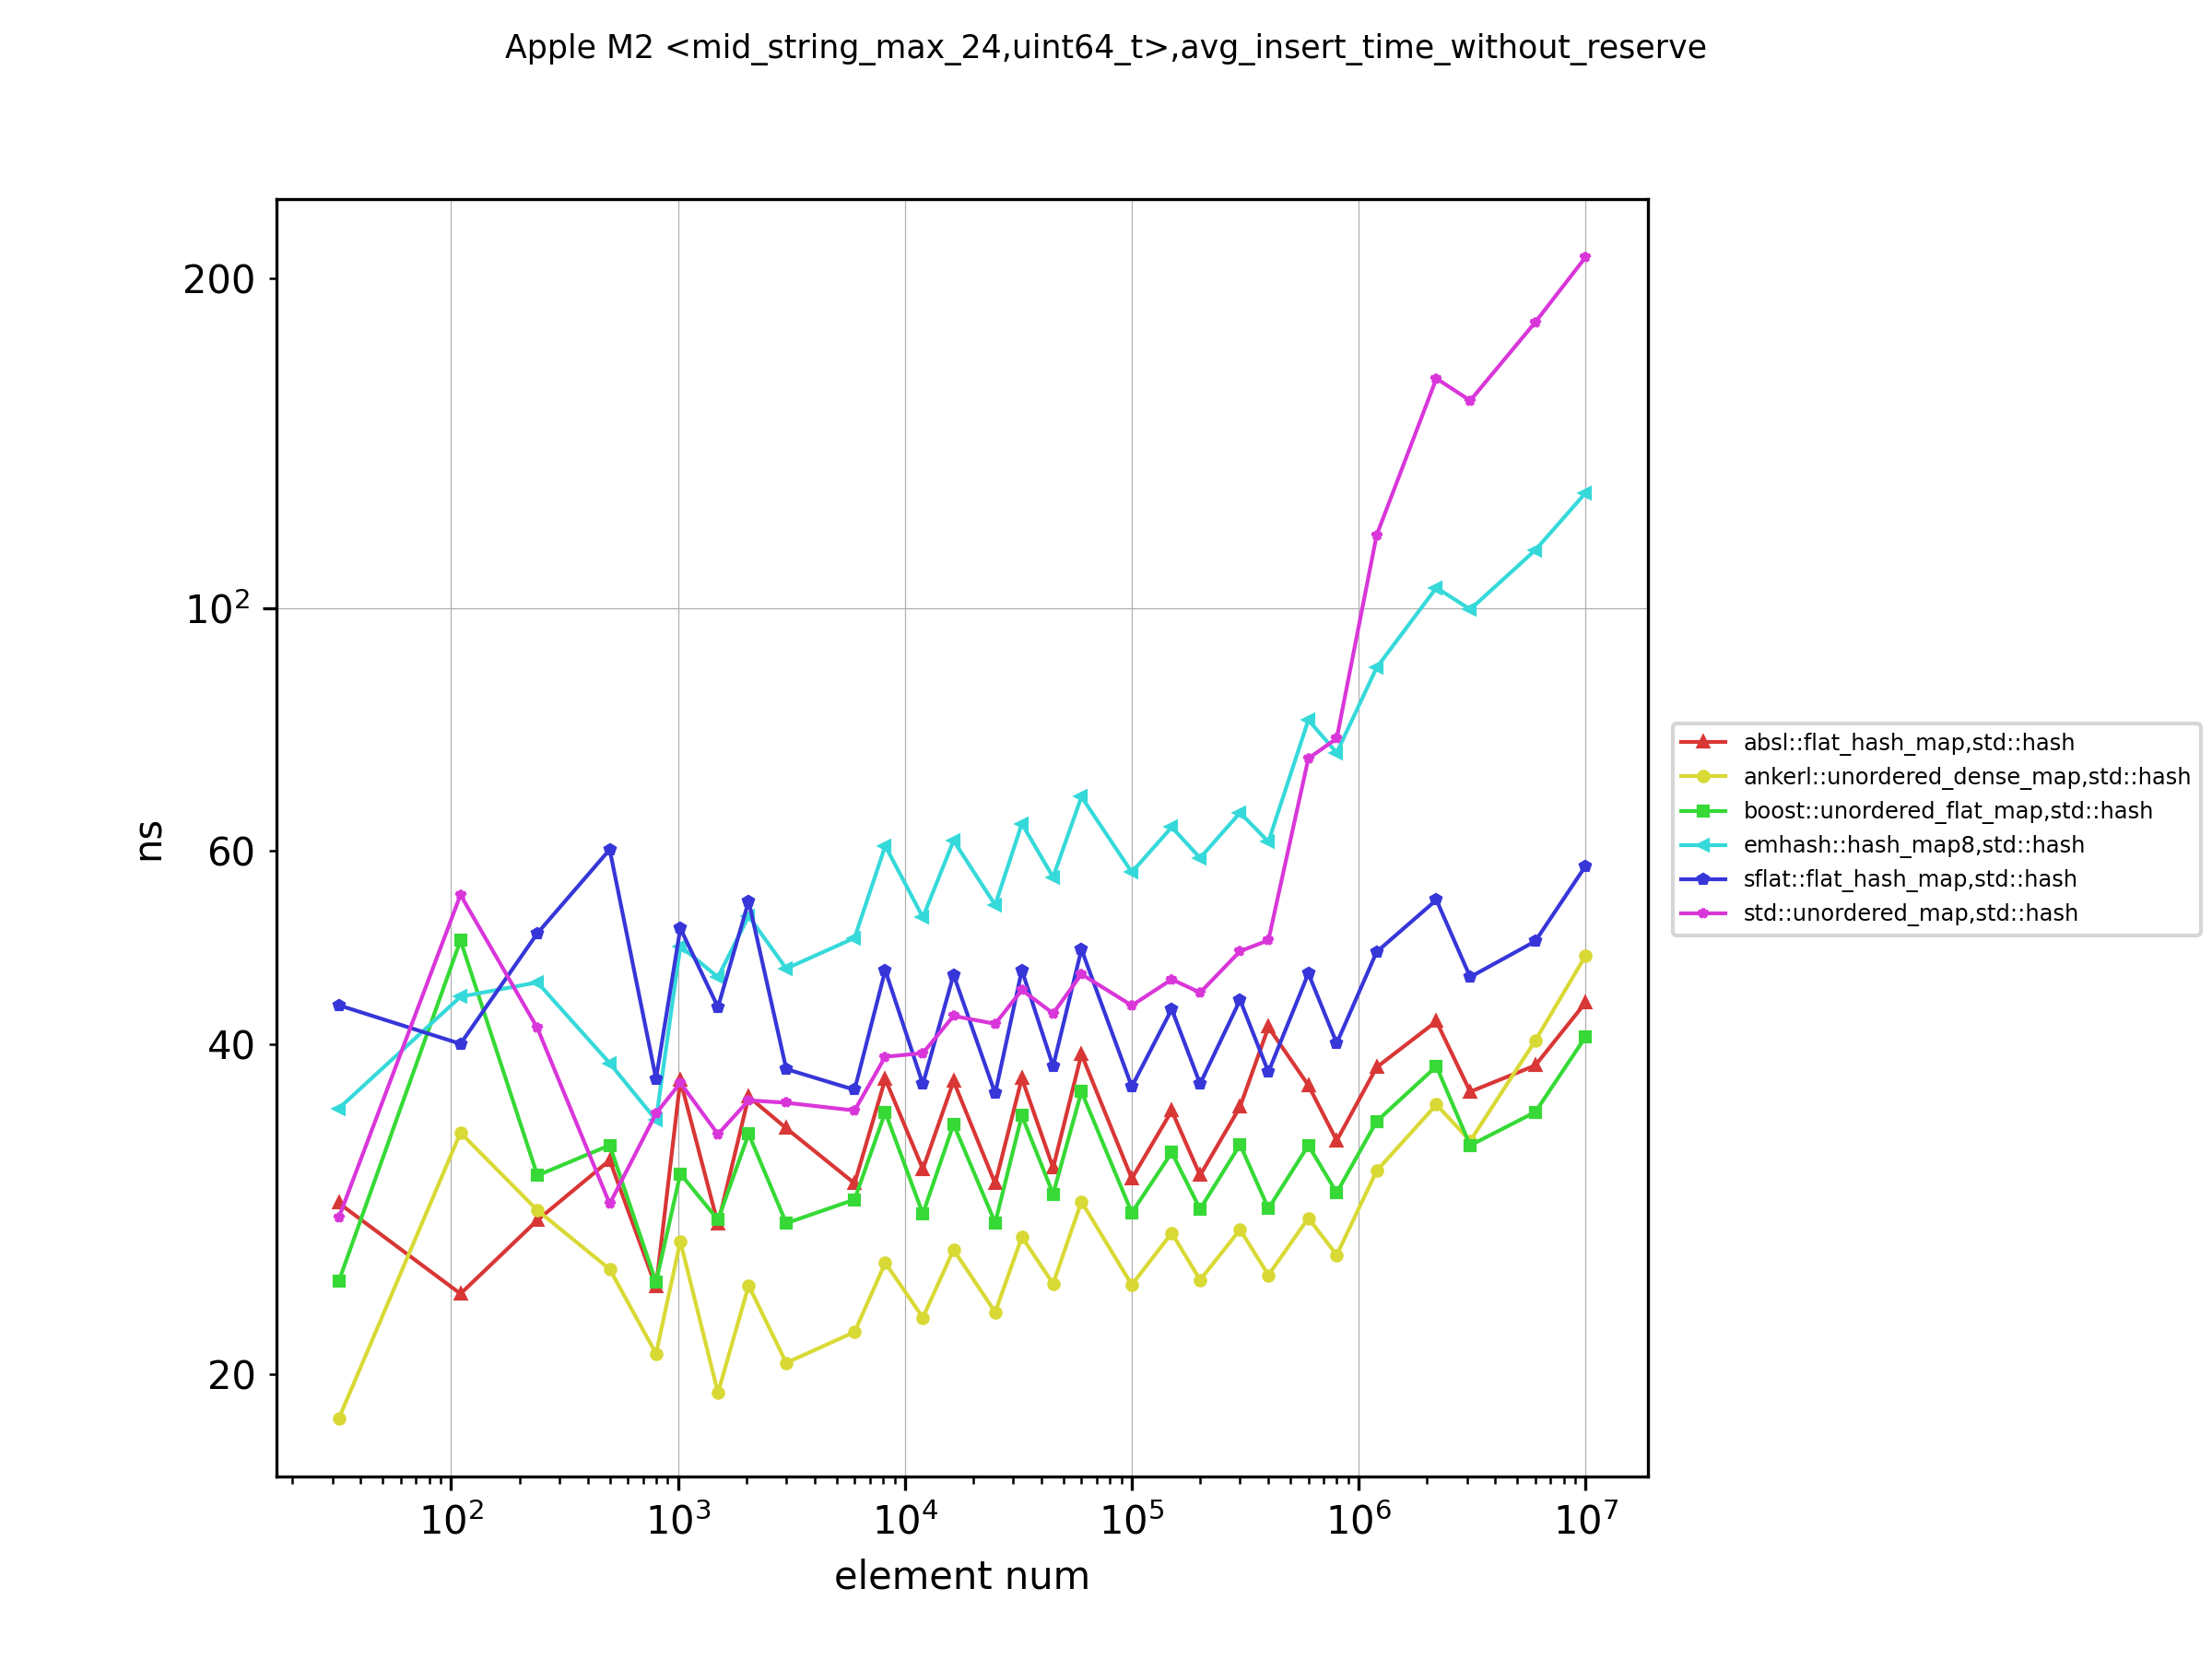 Apple M2 <mid_string_max_24,uint64_t>,avg_insert_time_without_reserve
200
10²
60
40
20
ns
10² 10³ 10⁴ 10⁵ 10⁶ 10⁷
element num
absl::flat_hash_map,std::hash
ankerl::unordered_dense_map,std::hash
boost::unordered_flat_map,std::hash
emhash::hash_map8,std::hash
sflat::flat_hash_map,std::hash
std::unordered_map,std::hash